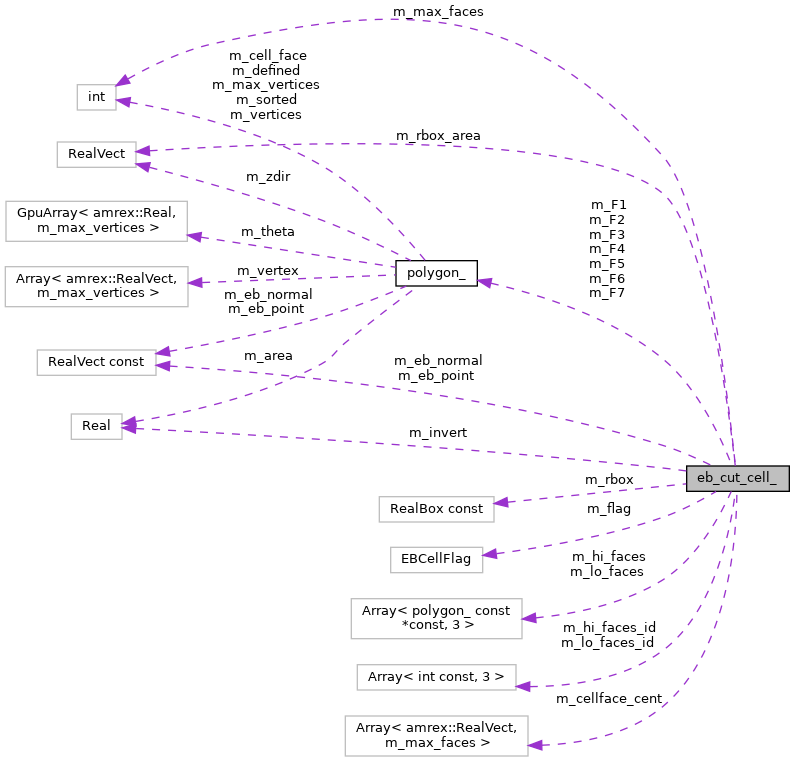 m_max_faces
m_cell_face
m_defined
m_max_vertices
m_sorted
m_vertices
int
m_rbox_area
RealVect
m_zdir
GpuArray< amrex::Real,
m_max_vertices >
m_theta
m_F1
m_F2
m_F3
m_F4
m_F5
m_F6
m_F7
polygon_
Array< amrex::RealVect,
m_max_vertices >
m_vertex
m_eb_normal
m_eb_point
RealVect const
m_area
m_eb_normal
m_eb_point
Real
m_invert
eb_cut_cell_
m_rbox
RealBox const
m_flag
EBCellFlag
m_hi_faces
m_lo_faces
Array< polygon_ const
*const, 3 >
m_hi_faces_id
m_lo_faces_id
Array< int const, 3 >
m_cellface_cent
Array< amrex::RealVect,
m_max_faces >